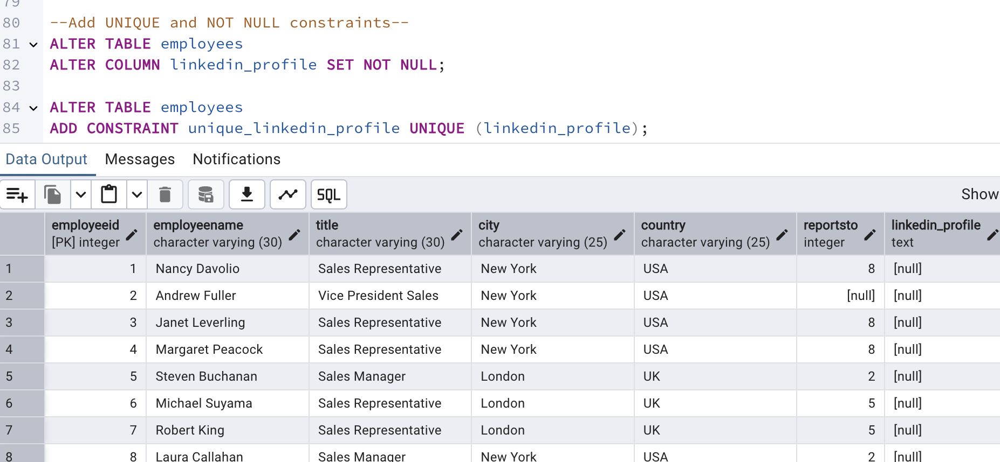 79
80 --Add UNIQUE and NOT NULL constraints--
81 ALTER TABLE employees
82 ALTER COLUMN linkedin_profile SET NOT NULL;
83
84 ALTER TABLE employees
85 ADD CONSTRAINT unique_linkedin_profile UNIQUE (linkedin_profile);
Data Output Messages Notifications
SQL Show
employeeid employeename title city country reportsto linkedin_profile
[PK] integer character varying (30) character varying (30) character varying (25) character varying (25) integer text
1 1 Nancy Davolio Sales Representative New York USA 8 [null]
2 2 Andrew Fuller Vice President Sales New York USA [null] [null]
3 3 Janet Leverling Sales Representative New York USA 8 [null]
4 4 Margaret Peacock Sales Representative New York USA 8 [null]
5 5 Steven Buchanan Sales Manager London UK 2 [null]
6 6 Michael Suyama Sales Representative London UK 5 [null]
7 7 Robert King Sales Representative London UK 5 [null]
8 8 Laura Callahan Sales Manager New York USA 2 [null]